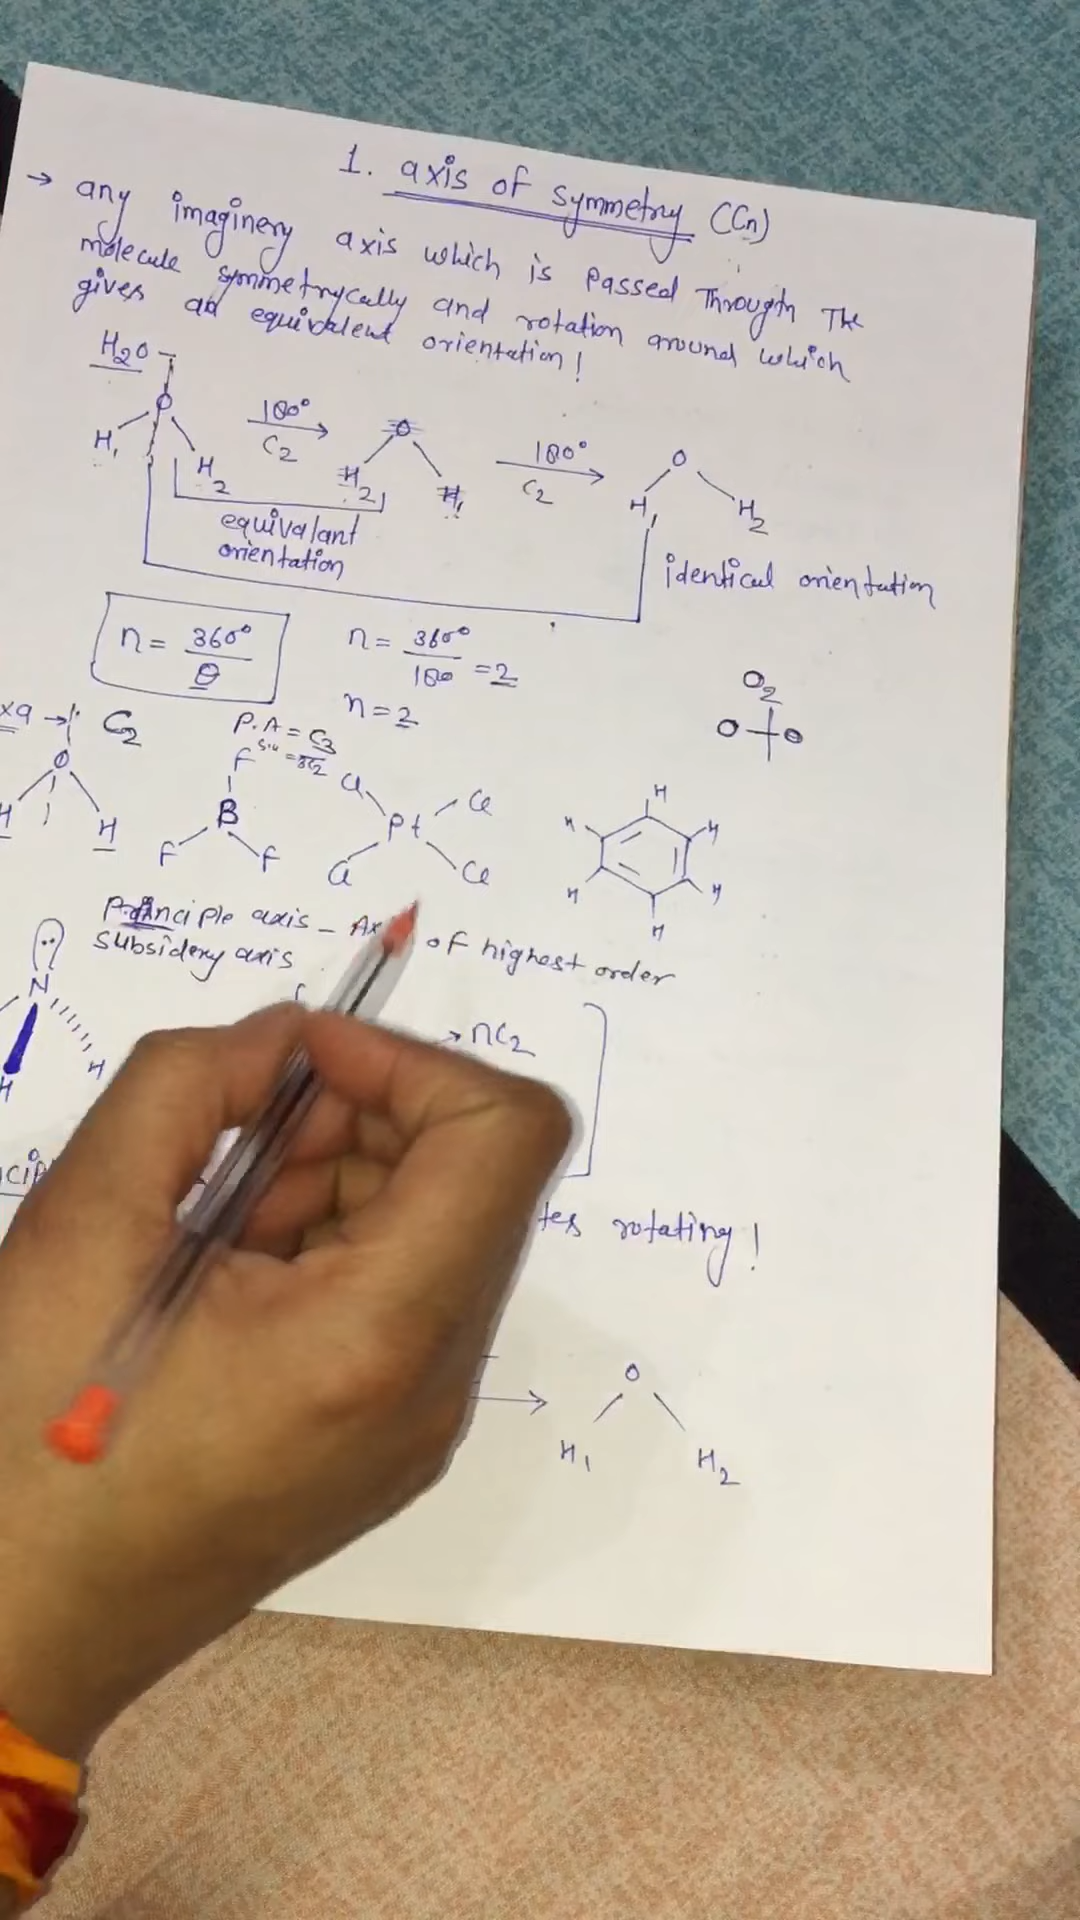 1. axis of symmetry (Cn)
→ any imaginery axis which is passed Through The
molecule symmetrycally and rotation around which
gives an equivalent orientation!
H2O
O
H1 H2
180°
C2
O
H2 H1
180°
C2
O
H1 H2
equivalant
orientation
identical orientation
n = 360°/θ
n = 360°/180 = 2
n = 2
O2
O O
→ C2
O
H H
P.A = C3
= 3C2
F
B
F F
Cl Cl
Pt
Cl Cl
H
H H
H H
H
Principle axis - of highest order
subsidery axis
N
H
H
→ nC2
rotating!
→
O
H1 H2